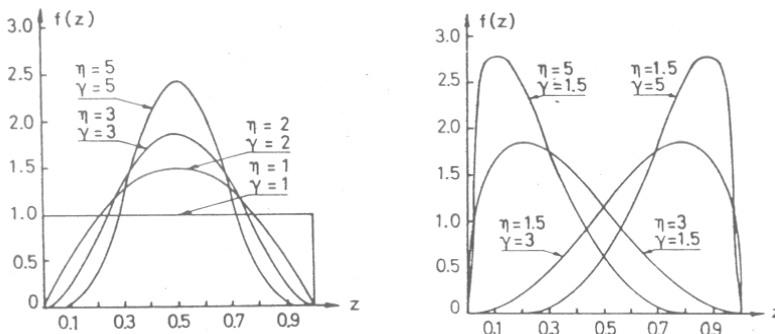 f(z)
3.0
2.5
2.0
1.5
1.0
0.5
0
η = 5
γ = 5
η = 3
γ = 3
η = 2
γ = 2
η = 1
γ = 1
0.1 0.3 0.5 0.7 0.9 z
f(z)
3.0
2.5
2.0
1.5
1.0
0.5
0
η=5
γ=1.5
η=1.5
γ=5
η=1.5
γ=3
η=3
γ=1.5
0.1 0.3 0.5 0.7 0.9 z